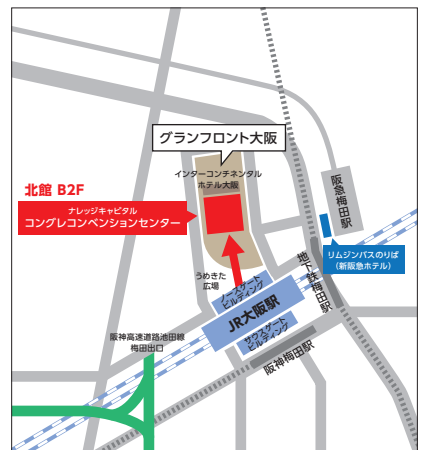 グランフロント大阪
インターコンチネンタル
ホテル大阪
北館 B2F
ナレッジキャピタル
コングレコンベンションセンター
阪急梅田駅
リムジンバスのりば
(新阪急ホテル)
うめきた
広場
ノースゲート
ビルディング
地下鉄梅田駅
JR大阪駅
サウスゲート
ビルディング
阪神高速道路池田線
梅田出口
阪神梅田駅